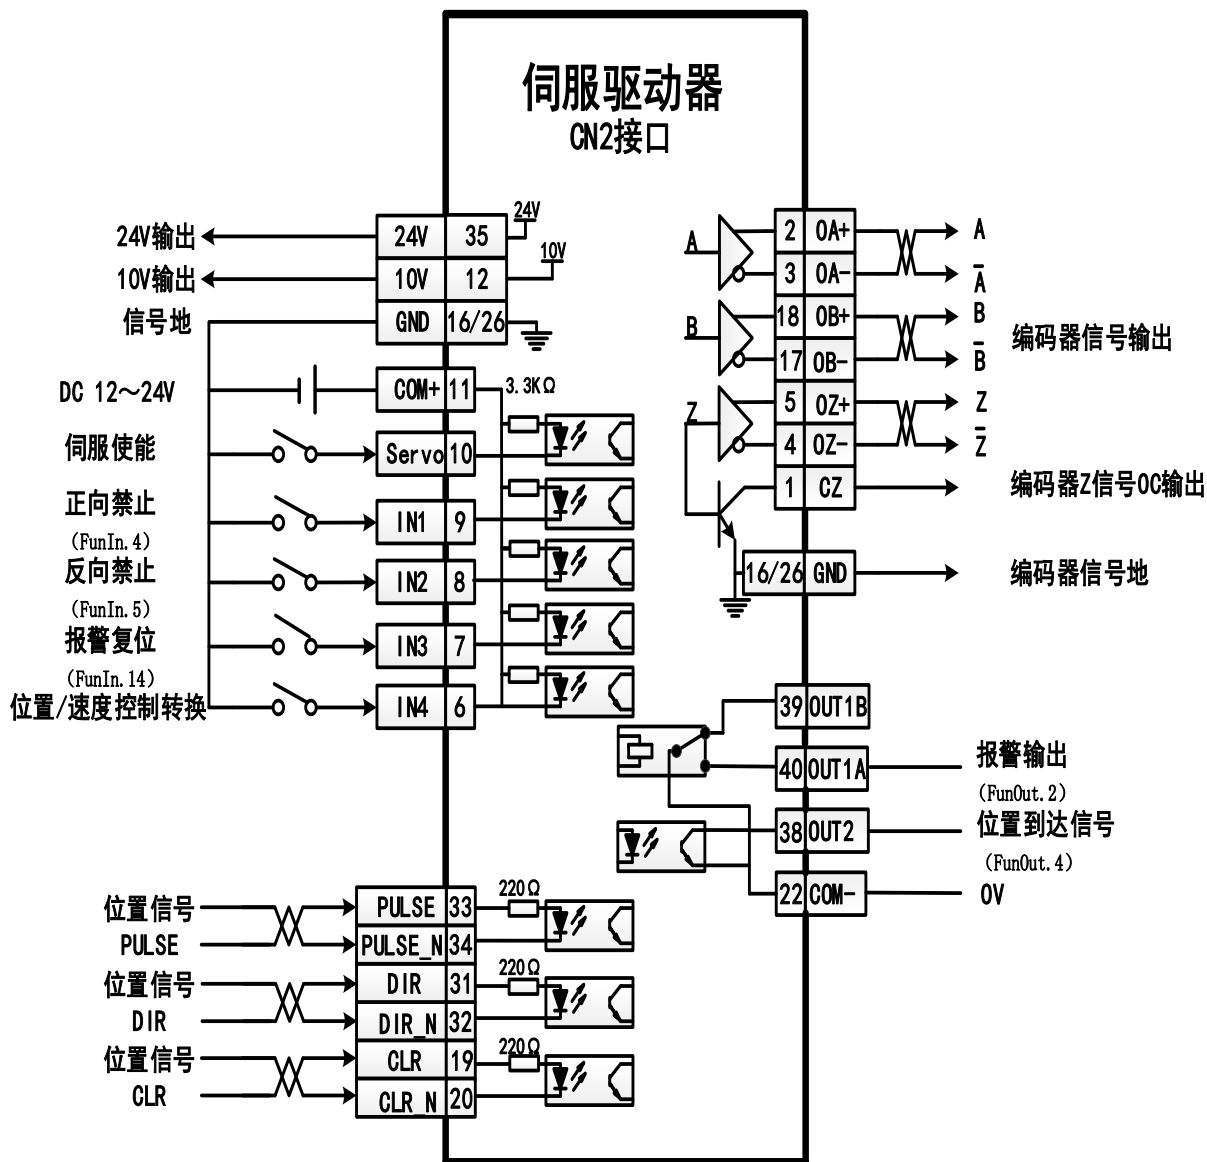 伺服驱动器
CN2接口
24V输出
24V
35
24V
10V输出
10V
12
10V
信号地
GND
16/26
DC 12～24V
COM+
11
3.3KΩ
伺服使能
Servo
10
正向禁止
(FunIn.4)
IN1
9
反向禁止
(FunIn.5)
IN2
8
报警复位
(FunIn.14)
IN3
7
位置/速度控制转换
IN4
6
位置信号
PULSE
PULSE
33
220Ω
PULSE_N
34
位置信号
DIR
DIR
31
220Ω
DIR_N
32
位置信号
CLR
CLR
19
220Ω
CLR_N
20
A
2
OA+
A
3
OA-
A̅
B
18
OB+
B
17
OB-
B̅
编码器信号输出
Z
5
OZ+
Z
4
OZ-
Z̅
1
CZ
编码器Z信号OC输出
16/26
GND
编码器信号地
39
OUT1B
40
OUT1A
报警输出
(FunOut.2)
38
OUT2
位置到达信号
(FunOut.4)
22
COM-
0V